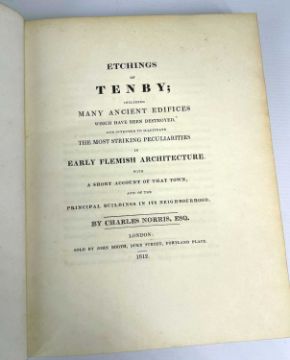 ETCHINGS
OF
TENBY;
INCLUDING
MANY ANCIENT EDIFICES
WHICH HAVE BEEN DESTROYED,
AND INTENDED TO ILLUSTRATE
THE MOST STRIKING PECULIARITIES
IN
EARLY FLEMISH ARCHITECTURE
WITH
A SHORT ACCOUNT OF THAT TOWN,
AND OF THE
PRINCIPAL BUILDINGS IN ITS NEIGHBOURHOOD.
BY CHARLES NORRIS, ESQ.
LONDON:
SOLD BY JOHN BOOTH, DUKE STREET, PORTLAND PLACE.
1812.